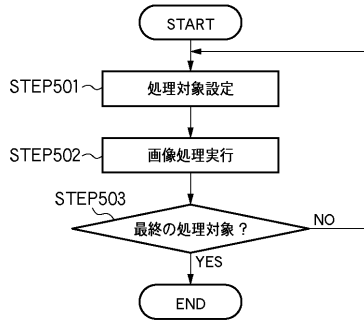 START
STEP501
処理対象設定
STEP502
画像処理実行
STEP503
最終の処理対象？
NO
YES
END